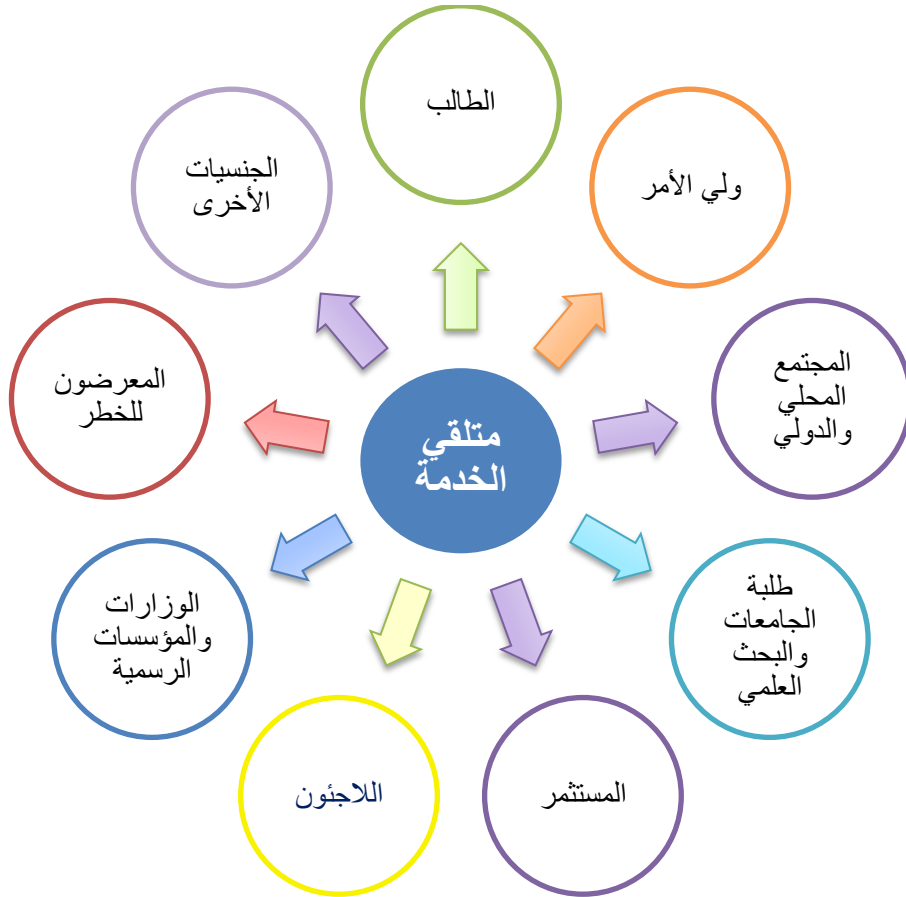 الطالب
ولي الأمر
الجنسيات
الأخرى
المعرضون
للخطر
المجتمع
المحلي
والدولي
متلقي
الخدمة
طلبة
الجامعات
والبحث
العلمي
الوزارات
والمؤسسات
الرسمية
المستثمر
اللاجئون